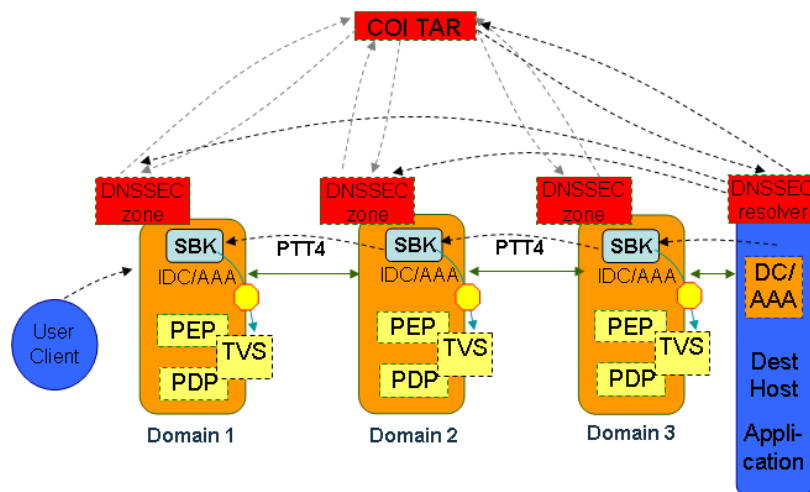 COI TAR
DNSSEC
zone
DNSSEC
zone
DNSSEC
zone
DNSSEC
resolver
SBK
IDC/AAA
PEP
TVS
PDP
Domain 1
PTT4
SBK
IDC/AAA
PEP
TVS
PDP
Domain 2
PTT4
SBK
IDC/AAA
PEP
TVS
PDP
Domain 3
User
Client
DC/
AAA
Dest
Host
Appli-
cation